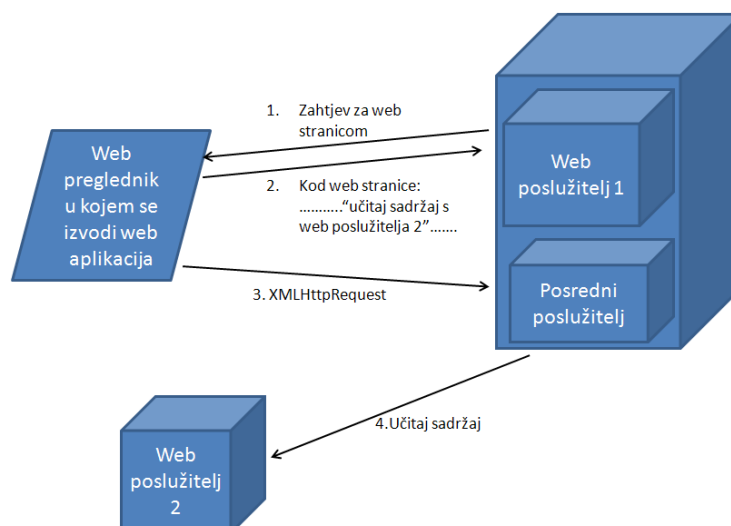 1. Zahtjev za web
stranicom
Web
preglednik
u kojem se
izvodi web
aplikacija
Web
poslužitelj 1
2. Kod web stranice:
………..“učitaj sadržaj s
web poslužitelja 2”…….
3. XMLHttpRequest
Posredni
poslužitelj
4.Učitaj sadržaj
Web
poslužitelj
2